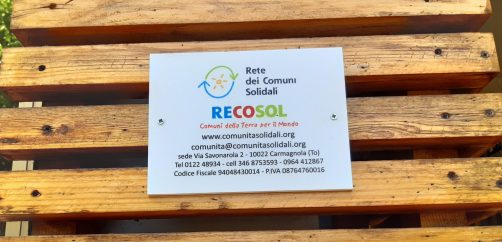 Rete
dei Comuni
Solidali
RECOSOL
Comuni della Terra per il Mondo
www.comunitasolidali.org
comunita@comunitasolidali.org
sede Via Savonarola 2 - 10022 Carmagnola (To)
Tel 0122 48934 - cell 346 8753593 - 0964 412867
Codice Fiscale 94048430014 - P.IVA 08764760016